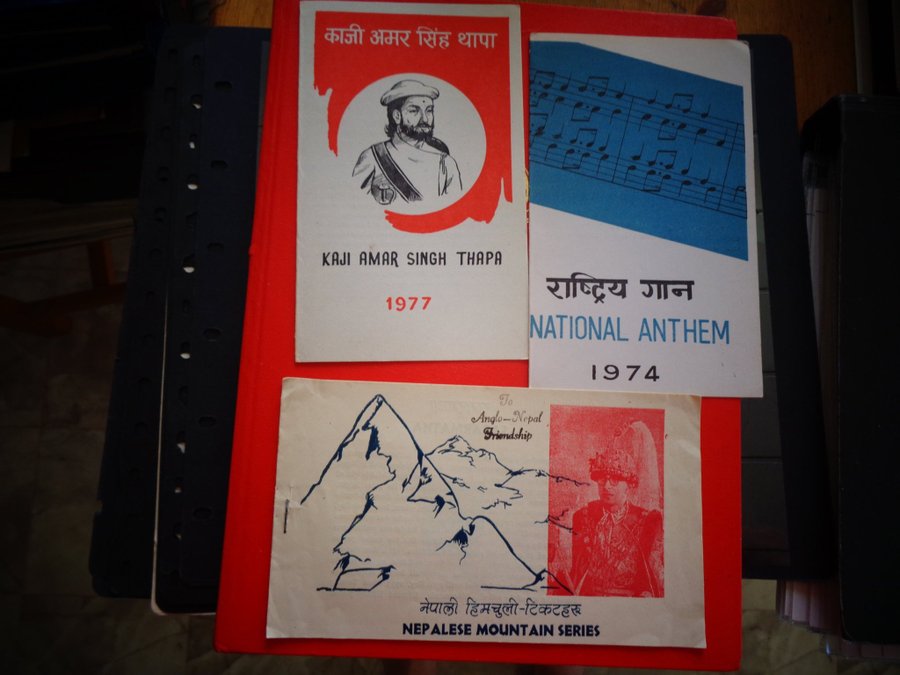 काजी अमर सिंह थापा
KAJI AMAR SINGH THAPA
1977
राष्ट्रिय गान
NATIONAL ANTHEM
1974
To
Anglo-Nepal
Friendship
नेपाली हिमचुली-टिकटहरू
NEPALESE MOUNTAIN SERIES